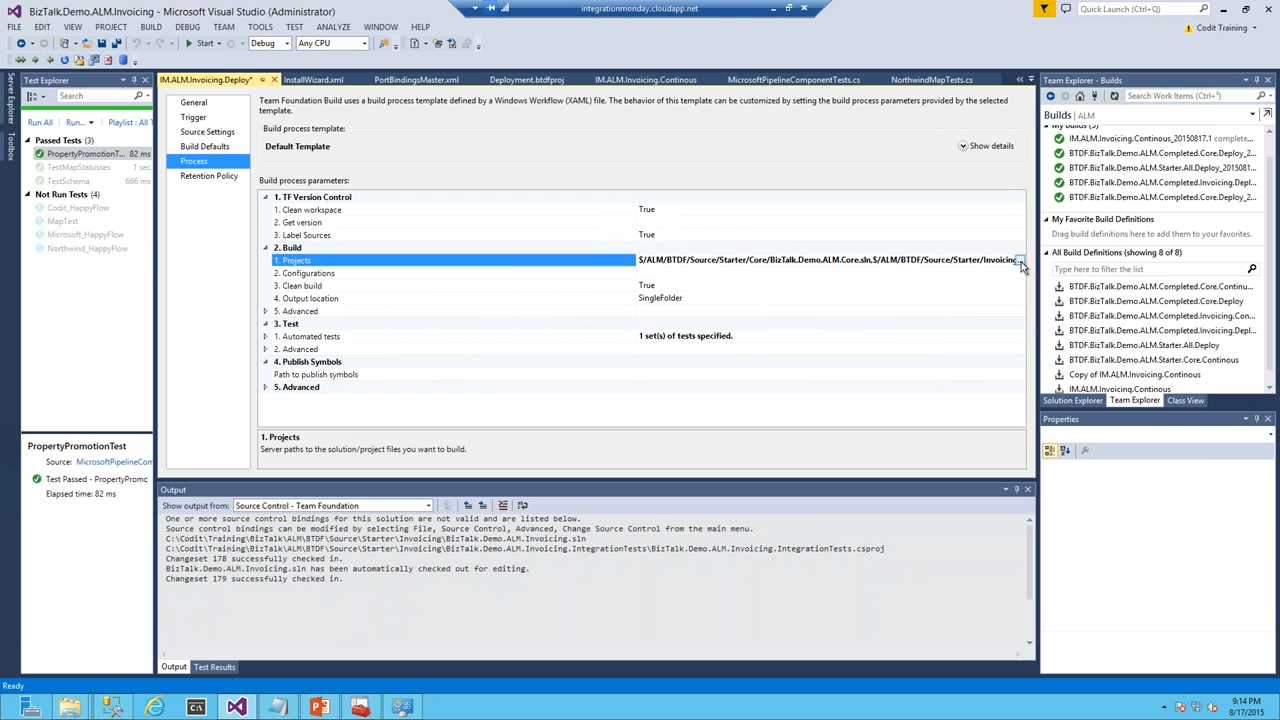 integrationmonday.cloudapp.net
BizTalk.Demo.ALM.Invoicing - Microsoft Visual Studio (Administrator)
Quick Launch (Ctrl+Q)
FILE EDIT VIEW PROJECT BUILD DEBUG TEAM TOOLS TEST ANALYZE WINDOW HELP
Codit Training
Start Debug Any CPU
Server Explorer
Toolbox
Test Explorer
Search
Run All Run... Playlist : All T
Passed Tests (3)
PropertyPromotionT... 82 ms
TestMapStatusses 1 sec
TestSchema 666 ms
Not Run Tests (4)
Codit_HappyFlow
MapTest
Microsoft_HappyFlow
Northwind_HappyFlow
PropertyPromotionTest
Source: MicrosoftPipelineCom
Test Passed - PropertyPromo
Elapsed time: 82 ms
IM.ALM.Invoicing.Deploy* InstallWizard.xml PortBindingsMaster.xml Deployment.btdfproj IM.ALM.Invoicing.Continous MicrosoftPipelineComponentTests.cs NorthwindMapTests.cs
General
Trigger
Source Settings
Build Defaults
Process
Retention Policy
Team Foundation Build uses a build process template defined by a Windows Workflow (XAML) file. The behavior of this template can be customized by setting the build process parameters provided by the selected
template.
Build process template:
Default Template
Show details
Build process parameters:
1. TF Version Control
1. Clean workspace True
2. Get version
3. Label Sources True
2. Build
1. Projects $/ALM/BTDF/Source/Starter/Core/BizTalk.Demo.ALM.Core.sln,$/ALM/BTDF/Source/Starter/Invoicing
2. Configurations
3. Clean build True
4. Output location SingleFolder
5. Advanced
3. Test
1. Automated tests 1 set(s) of tests specified.
2. Advanced
4. Publish Symbols
Path to publish symbols
5. Advanced
1. Projects
Server paths to the solution/project files you want to build.
Output
Show output from: Source Control - Team Foundation
One or more source control bindings for this solution are not valid and are listed below.
Source control bindings can be modified by selecting File, Source Control, Advanced, Change Source Control from the main menu.
C:\Codit\Training\BizTalk\ALM\BTDF\Source\Starter\Invoicing\BizTalk.Demo.ALM.Invoicing.sln
C:\Codit\Training\BizTalk\ALM\BTDF\Source\Starter\Invoicing\BizTalk.Demo.ALM.Invoicing.IntegrationTests\BizTalk.Demo.ALM.Invoicing.IntegrationTests.csproj
Changeset 178 successfully checked in.
BizTalk.Demo.ALM.Invoicing.sln has been automatically checked out for editing.
Changeset 179 successfully checked in.
Output Test Results
Team Explorer - Builds
Search Work Items (Ctrl+')
Builds | ALM
My Builds (5)
IM.ALM.Invoicing.Continous_20150817.1 complete...
BTDF.BizTalk.Demo.ALM.Completed.Core.Deploy_2...
BTDF.BizTalk.Demo.ALM.Starter.All.Deploy_201508...
BTDF.BizTalk.Demo.ALM.Completed.Invoicing.Dep...
BTDF.BizTalk.Demo.ALM.Completed.Core.Deploy_2...
My Favorite Build Definitions
Drag build definitions here to add them to your favorites.
All Build Definitions (showing 8 of 8)
Type here to filter the list
BTDF.BizTalk.Demo.ALM.Completed.Core.Continu...
BTDF.BizTalk.Demo.ALM.Completed.Core.Deploy
BTDF.BizTalk.Demo.ALM.Completed.Invoicing.Con...
BTDF.BizTalk.Demo.ALM.Completed.Invoicing.Depl...
BTDF.BizTalk.Demo.ALM.Starter.All.Deploy
BTDF.BizTalk.Demo.ALM.Starter.Core.Continous
Copy of IM.ALM.Invoicing.Continous
IM.ALM.Invoicing.Continous
Solution Explorer Team Explorer Class View
Properties
Ready
9:14 PM
8/17/2015